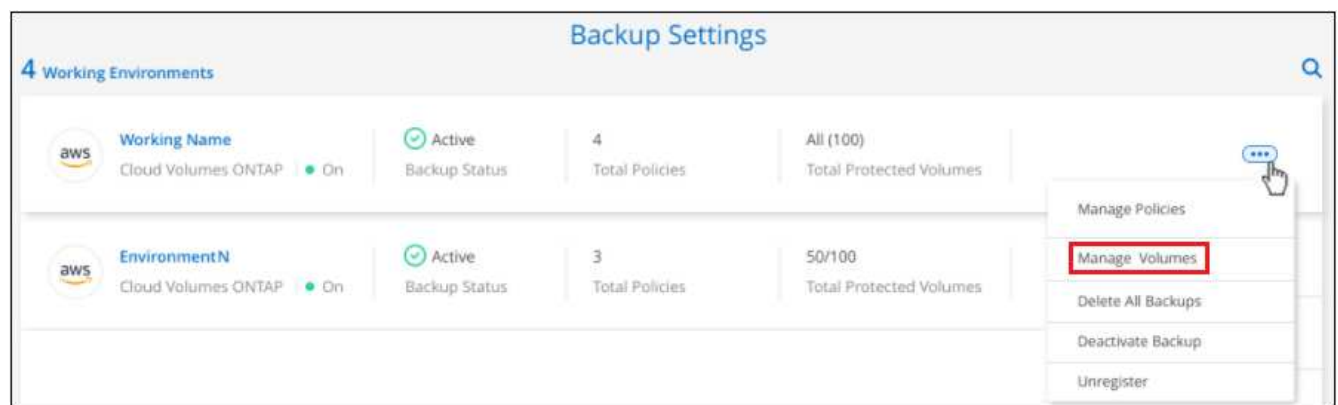 Backup Settings
4 Working Environments
aws
Working Name
Cloud Volumes ONTAP
On
Active
Backup Status
4
Total Policies
All (100)
Total Protected Volumes
Manage Policies
Manage Volumes
Delete All Backups
Deactivate Backup
Unregister
aws
EnvironmentN
Cloud Volumes ONTAP
On
Active
Backup Status
3
Total Policies
50/100
Total Protected Volumes